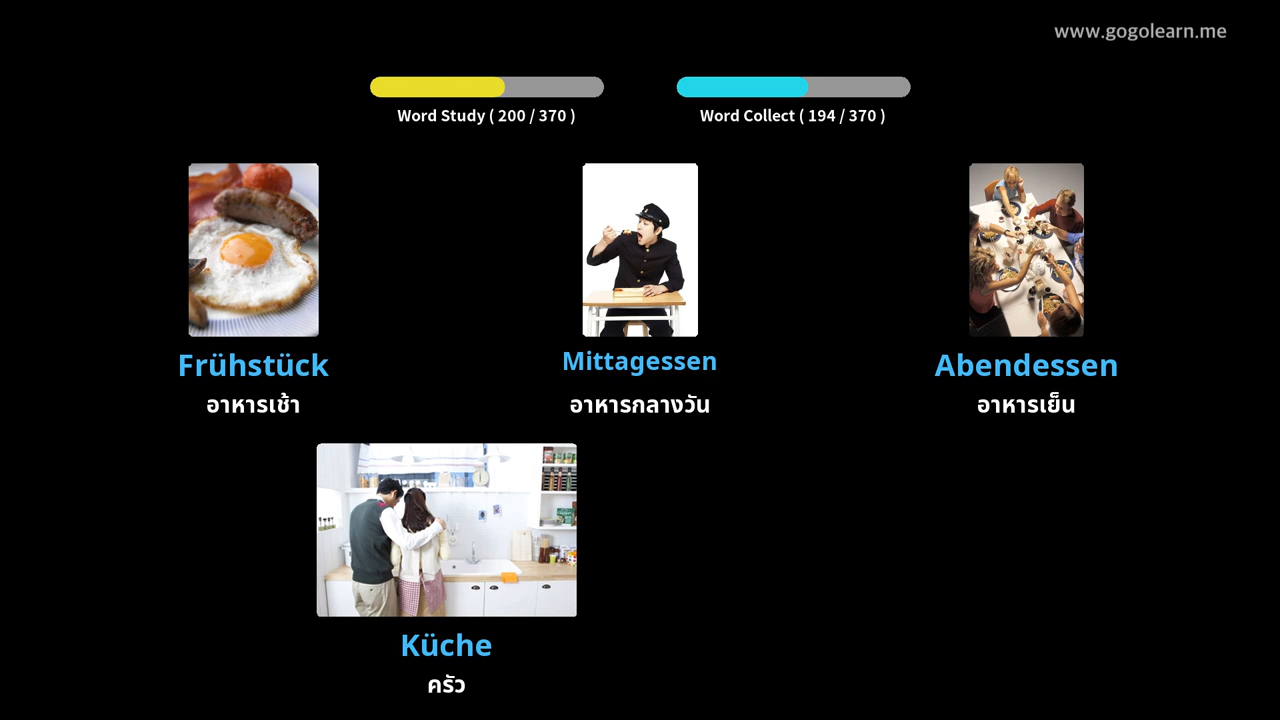 www.gogolearn.me
Word Study ( 200 / 370 )
Word Collect ( 194 / 370 )
Frühstück
อาหารเช้า
Mittagessen
อาหารกลางวัน
Abendessen
อาหารเย็น
Küche
ครัว